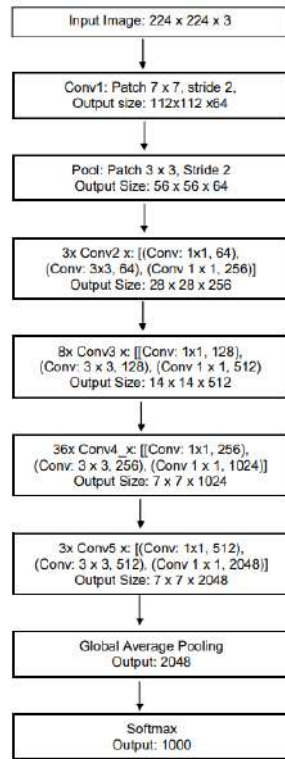 Input Image: 224 x 224 x 3
Conv1: Patch 7 x 7, stride 2,
Output size: 112x112 x64
Pool: Patch 3 x 3, Stride 2
Output Size: 56 x 56 x 64
3x Conv2 x: [(Conv: 1x1, 64),
(Conv: 3x3, 64), (Conv 1 x 1, 256)]
Output Size: 28 x 28 x 256
8x Conv3 x: [[Conv: 1x1, 128),
(Conv: 3 x 3, 128), (Conv 1 x 1, 512)
Output Size: 14 x 14 x 512
36x Conv4_x: [[Conv: 1x1, 256),
(Conv: 3 x 3, 256), (Conv 1 x 1, 1024)]
Output Size: 7 x 7 x 1024
3x Conv5 x: [(Conv: 1x1, 512),
(Conv: 3 x 3, 512), (Conv 1 x 1, 2048)]
Output Size: 7 x 7 x 2048
Global Average Pooling
Output: 2048
Softmax
Output: 1000